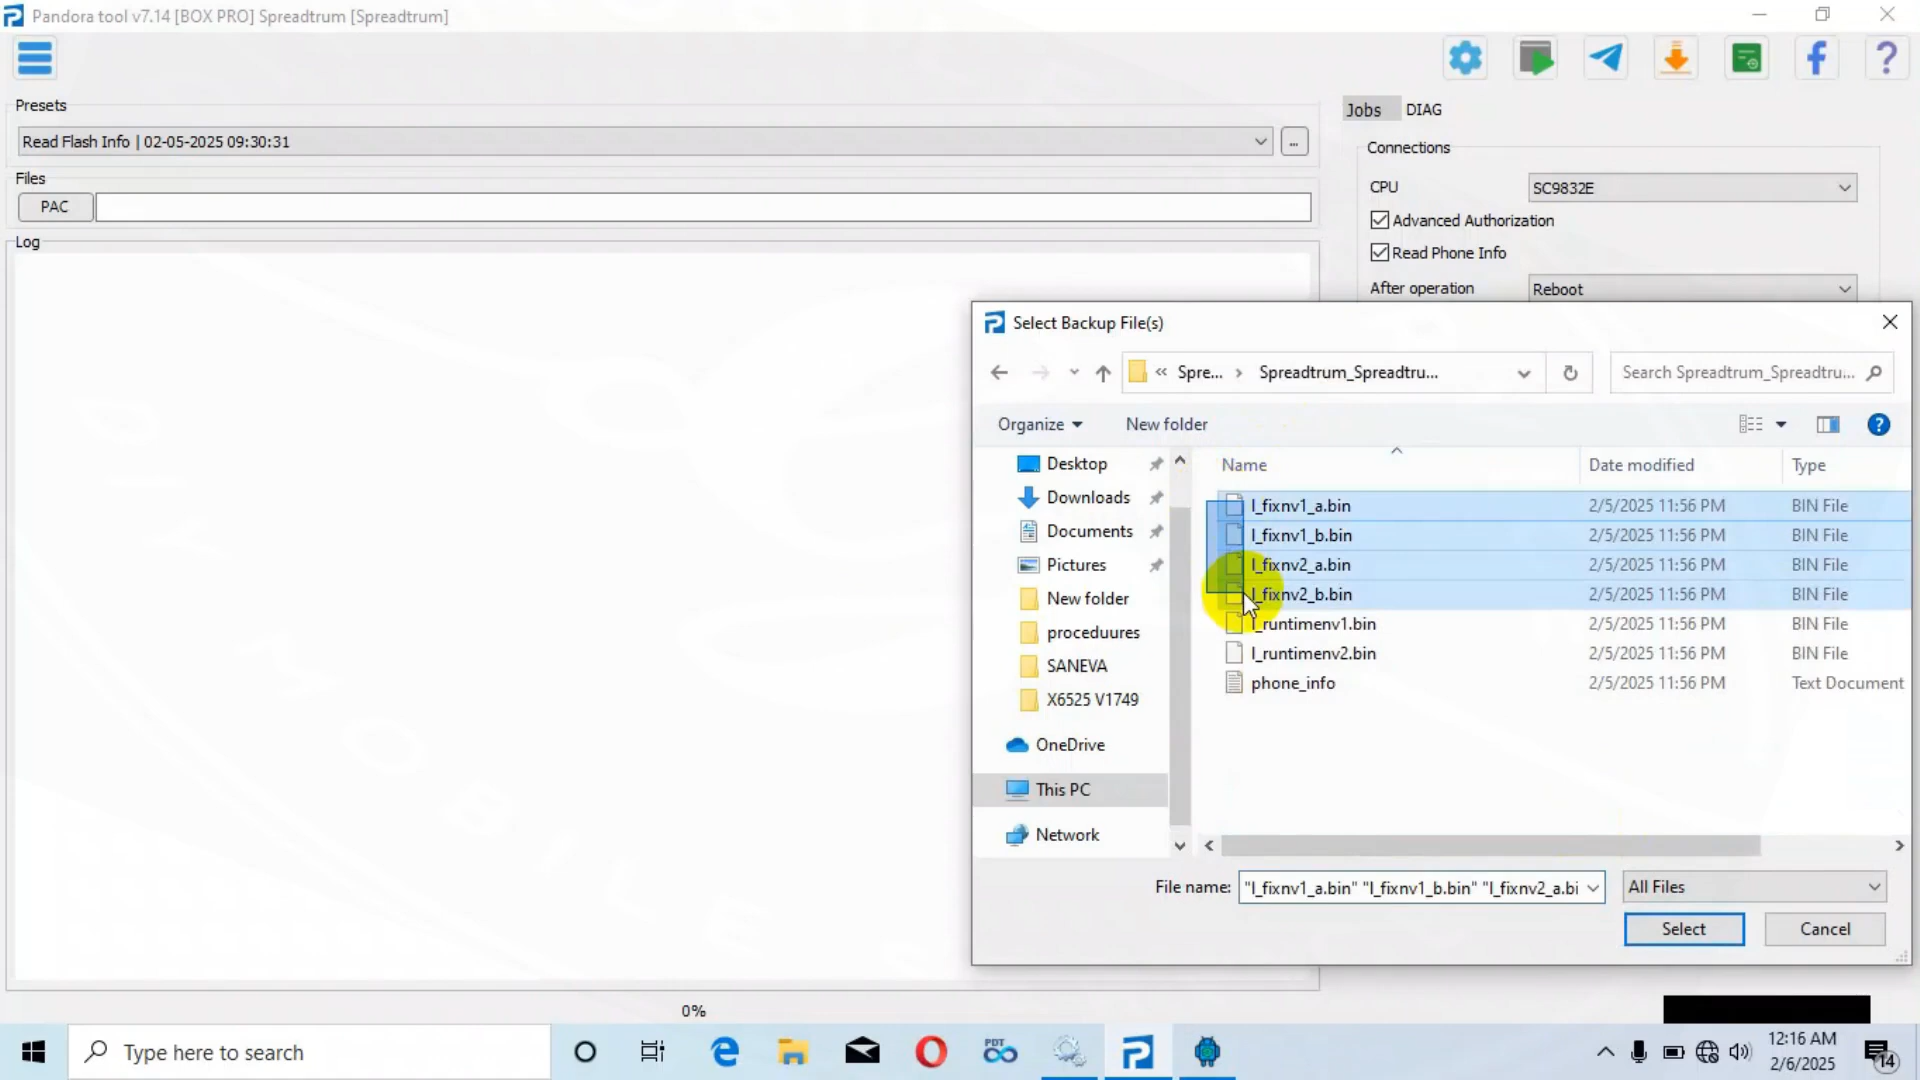 Pandora tool v7.14 [BOX PRO] Spreadtrum [Spreadtrum]
Presets
Read Flash Info | 02-05-2025 09:30:31
...
Files
PAC
Log
Jobs DIAG
Connections
CPU SC9832E
Advanced Authorization
Read Phone Info
After operation Reboot
Select Backup File(s)
« Spre... › Spreadtrum_Spreadtru...
Search Spreadtrum_Spreadtru...
Organize New folder
Name Date modified Type
Desktop
Downloads
Documents
Pictures
New folder
proceduures
SANEVA
X6525 V1749
OneDrive
This PC
Network
l_fixnv1_a.bin 2/5/2025 11:56 PM BIN File
l_fixnv1_b.bin 2/5/2025 11:56 PM BIN File
l_fixnv2_a.bin 2/5/2025 11:56 PM BIN File
l_fixnv2_b.bin 2/5/2025 11:56 PM BIN File
l_runtimenv1.bin 2/5/2025 11:56 PM BIN File
l_runtimenv2.bin 2/5/2025 11:56 PM BIN File
phone_info 2/5/2025 11:56 PM Text Document
File name: "l_fixnv1_a.bin" "l_fixnv1_b.bin" "l_fixnv2_a.bi
All Files
Select Cancel
0%
Type here to search
PDT
12:16 AM
2/6/2025
14